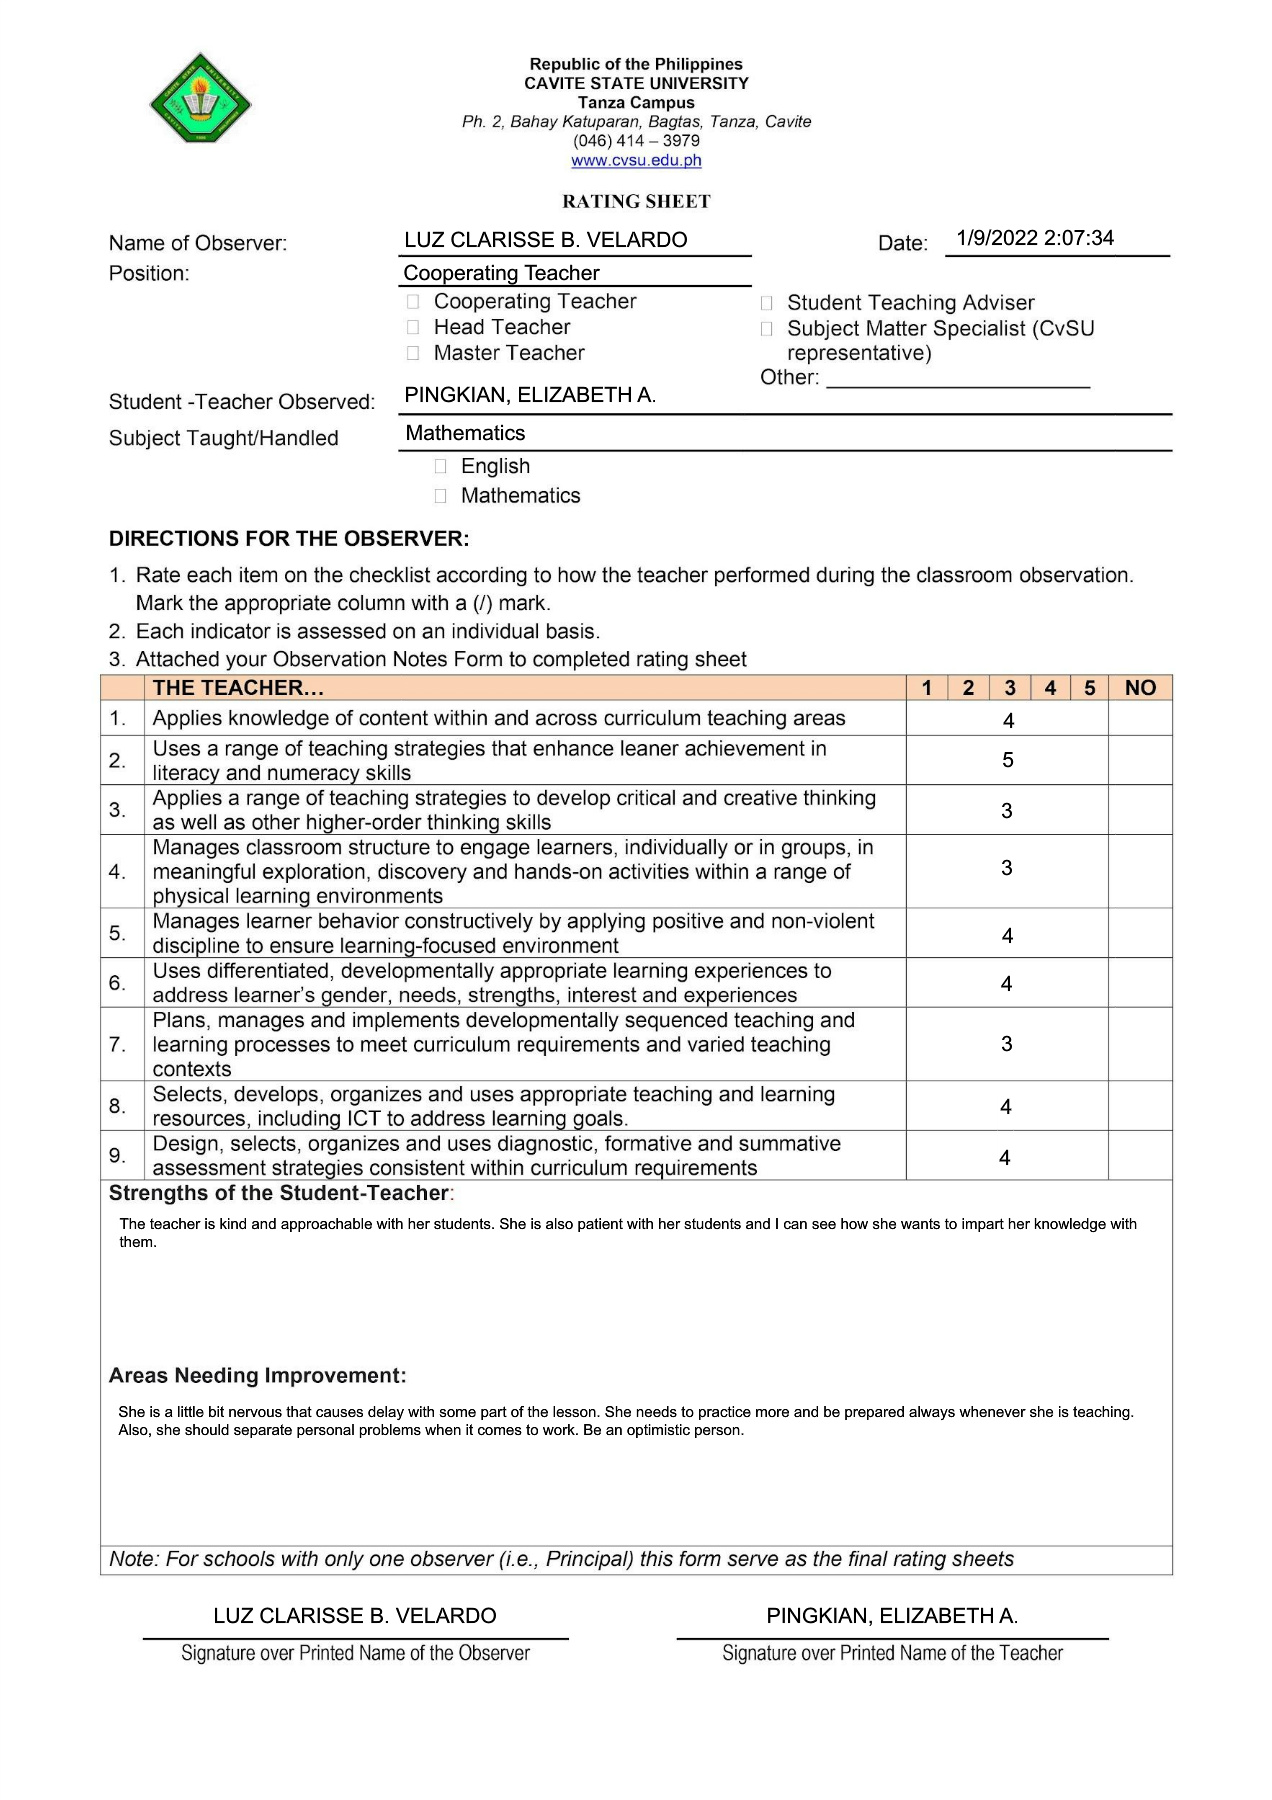 Republic of the Philippines
CAVITE STATE UNIVERSITY
Tanza Campus
Ph. 2, Bahay Katuparan, Bagtas, Tanza, Cavite
(046) 414 – 3979
www.cvsu.edu.ph
RATING SHEET
Name of Observer: LUZ CLARISSE B. VELARDO Date: 1/9/2022 2:07:34
Position: Cooperating Teacher
☐ Cooperating Teacher ☐ Student Teaching Adviser
☐ Head Teacher ☐ Subject Matter Specialist (CvSU
☐ Master Teacher representative)
Other:
Student -Teacher Observed: PINGKIAN, ELIZABETH A.
Subject Taught/Handled Mathematics
☐ English
☐ Mathematics
DIRECTIONS FOR THE OBSERVER:
1. Rate each item on the checklist according to how the teacher performed during the classroom observation.
Mark the appropriate column with a (/) mark.
2. Each indicator is assessed on an individual basis.
3. Attached your Observation Notes Form to completed rating sheet
THE TEACHER… 1 2 3 4 5 NO
1. Applies knowledge of content within and across curriculum teaching areas 4
2. Uses a range of teaching strategies that enhance leaner achievement in
literacy and numeracy skills 5
3. Applies a range of teaching strategies to develop critical and creative thinking
as well as other higher-order thinking skills 3
4. Manages classroom structure to engage learners, individually or in groups, in
meaningful exploration, discovery and hands-on activities within a range of
physical learning environments 3
5. Manages learner behavior constructively by applying positive and non-violent
discipline to ensure learning-focused environment 4
6. Uses differentiated, developmentally appropriate learning experiences to
address learner’s gender, needs, strengths, interest and experiences 4
7. Plans, manages and implements developmentally sequenced teaching and
learning processes to meet curriculum requirements and varied teaching
contexts 3
8. Selects, develops, organizes and uses appropriate teaching and learning
resources, including ICT to address learning goals. 4
9. Design, selects, organizes and uses diagnostic, formative and summative
assessment strategies consistent within curriculum requirements 4
Strengths of the Student-Teacher:
The teacher is kind and approachable with her students. She is also patient with her students and I can see how she wants to impart her knowledge with
them.
Areas Needing Improvement:
She is a little bit nervous that causes delay with some part of the lesson. She needs to practice more and be prepared always whenever she is teaching.
Also, she should separate personal problems when it comes to work. Be an optimistic person.
Note: For schools with only one observer (i.e., Principal) this form serve as the final rating sheets
LUZ CLARISSE B. VELARDO PINGKIAN, ELIZABETH A.
Signature over Printed Name of the Observer Signature over Printed Name of the Teacher